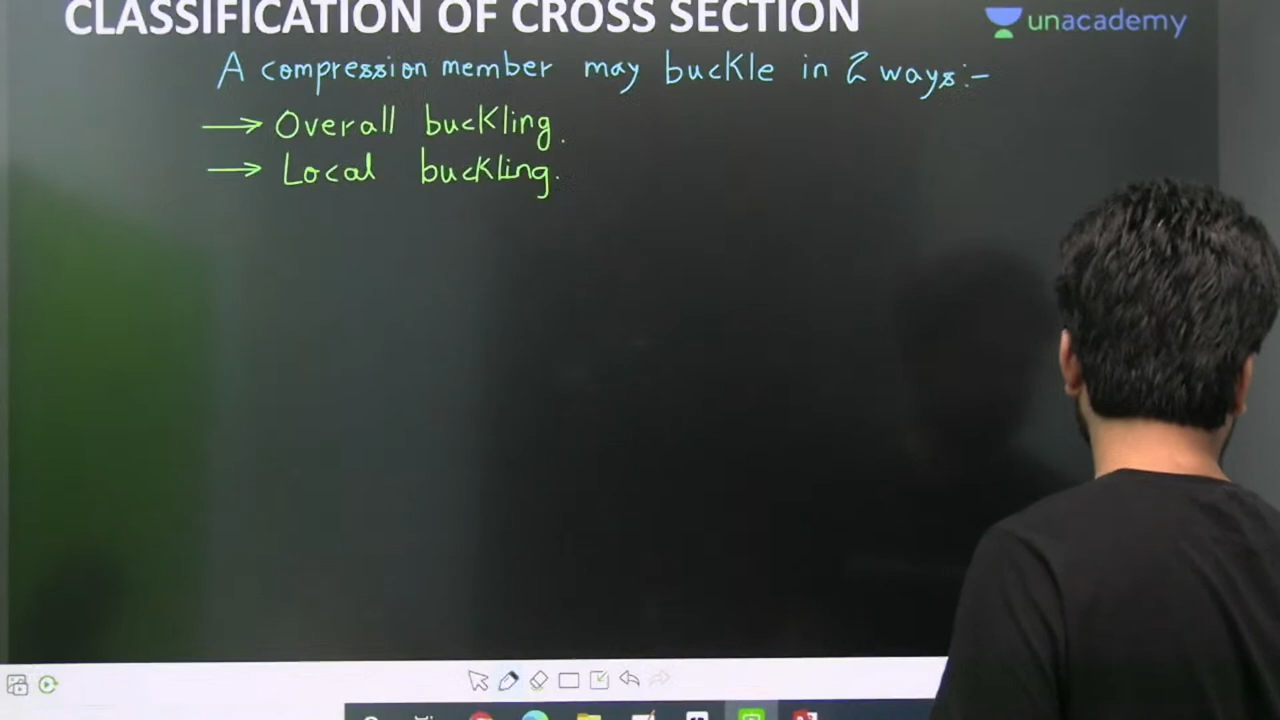 CLASSIFICATION OF CROSS SECTION
unacademy
A compression member may buckle in 2 ways:-
→ Overall buckling.
→ Local buckling.